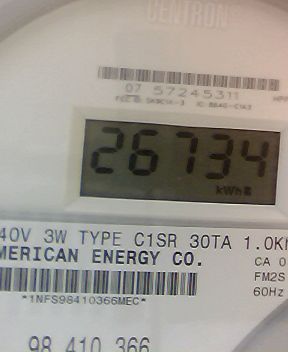 CENTRON
07 57245311
26734
kWh
40V 3W TYPE C1SR 30TA 1.0Kh
MERICAN ENERGY CO.
CA 0
FM2S
60Hz
*1NFS98410366MEC*
98 410 366